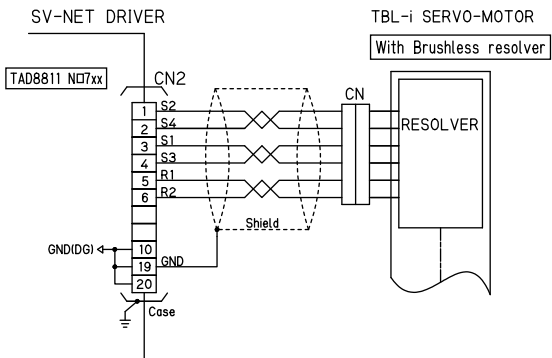 SV-NET DRIVER
TBL-i SERVO-MOTOR
With Brushless resolver
TAD8811 N□7xx
CN2
CN
1 S2
2 S4
3 S1
4 S3
5 R1
6 R2
RESOLVER
Shield
GND(DG) 10
19 GND
20
Case